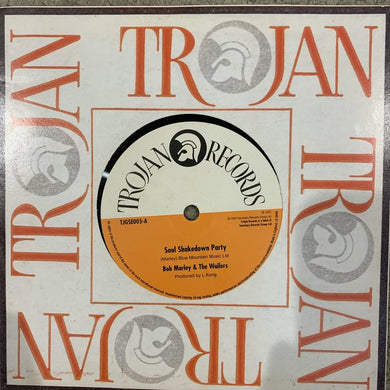 TROJAN
TROJAN
TROJAN
TROJAN
TROJAN RECORDS
TJGSE005-A
Soul Shakedown Party
(Marley) Blue Mountain Music Ltd
Bob Marley & The Wailers
Produced by L.Kong